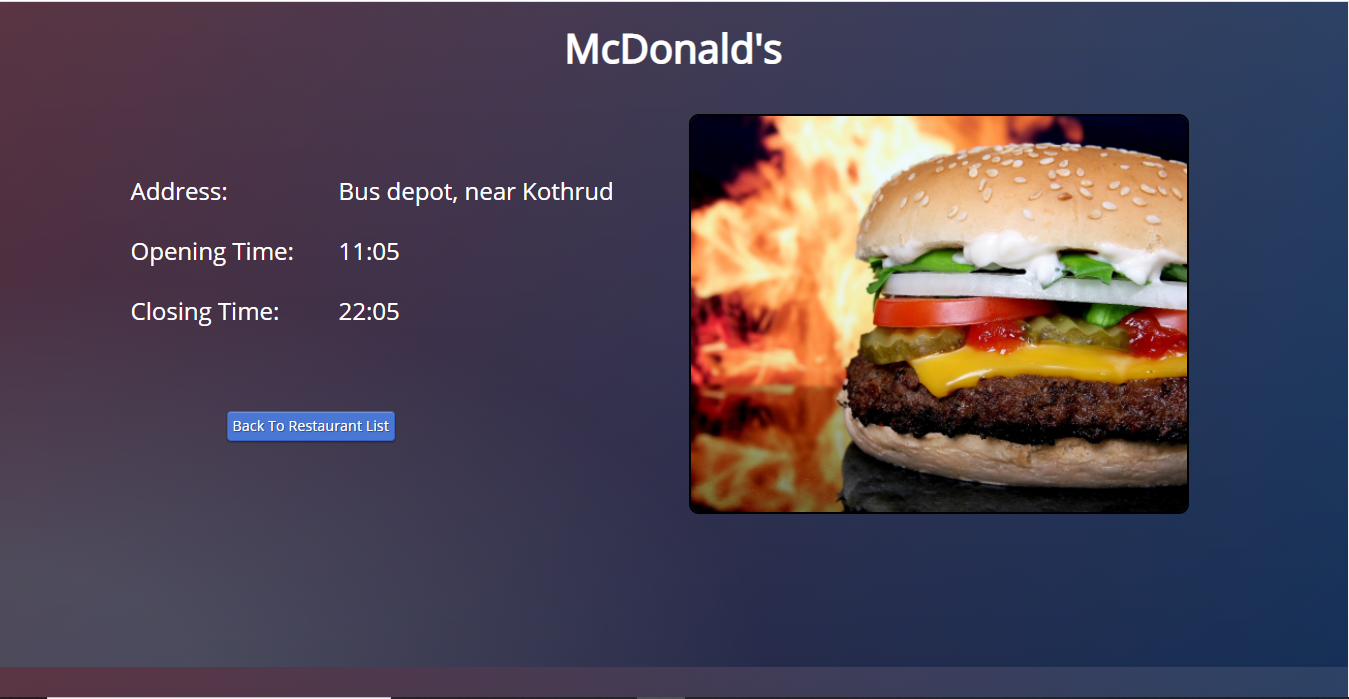 McDonald's
Address: Bus depot, near Kothrud
Opening Time: 11:05
Closing Time: 22:05
Back To Restaurant List